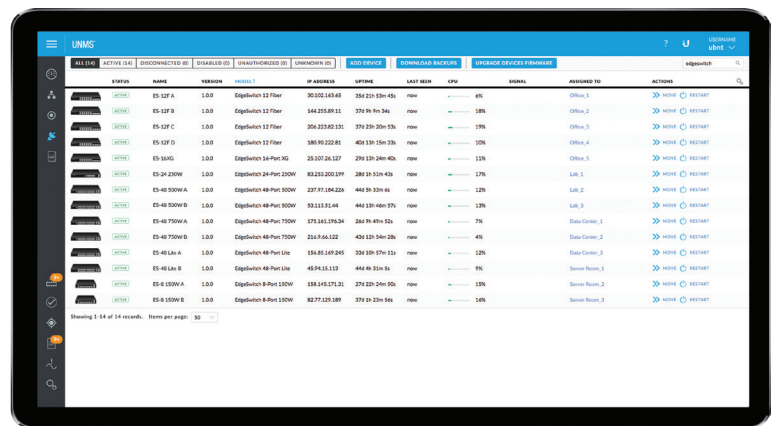 UNMS
? U USERNAME ubnt
ALL (14) ACTIVE (14) DISCONNECTED (0) DISABLED (0) UNAUTHORIZED (0) UNKNOWN (0) ADD DEVICE DOWNLOAD BACKUPS UPGRADE DEVICES FIRMWARE edgeswitch
STATUS NAME VERSION MODEL IP ADDRESS UPTIME LAST SEEN CPU SIGNAL ASSIGNED TO ACTIONS
ACTIVE ES-12F A 1.0.0 EdgeSwitch 12 Fiber 30.102.163.65 35d 21h 53m 45s now 6% Office_1 MOVE RESTART
ACTIVE ES-12F B 1.0.0 EdgeSwitch 12 Fiber 144.255.89.11 37d 9h 9m 34s now 18% Office_2 MOVE RESTART
ACTIVE ES-12F C 1.0.0 EdgeSwitch 12 Fiber 206.223.82.131 37d 23h 20m 53s now 19% Office_3 MOVE RESTART
ACTIVE ES-12F D 1.0.0 EdgeSwitch 12 Fiber 180.90.222.81 40d 13h 15m 33s now 10% Office_4 MOVE RESTART
ACTIVE ES-16XG 1.0.0 EdgeSwitch 16-Port XG 25.107.26.127 29d 13h 24m 40s now 11% Office_5 MOVE RESTART
ACTIVE ES-24 250W 1.0.0 EdgeSwitch 24-Port 250W 83.253.200.199 28d 1h 51m 43s now 17% Lab_1 MOVE RESTART
ACTIVE ES-48 500W A 1.0.0 EdgeSwitch 48-Port 500W 237.97.184.226 44d 5h 33m 6s now 12% Lab_2 MOVE RESTART
ACTIVE ES-48 500W B 1.0.0 EdgeSwitch 48-Port 500W 53.113.51.44 44d 13h 46m 57s now 13% Lab_3 MOVE RESTART
ACTIVE ES-48 750W A 1.0.0 EdgeSwitch 48-Port 750W 175.161.196.34 26d 9h 49m 52s now 7% Data Center_1 MOVE RESTART
ACTIVE ES-48 750W B 1.0.0 EdgeSwitch 48-Port 750W 216.9.66.122 43d 12h 54m 28s now 4% Data Center_2 MOVE RESTART
ACTIVE ES-48 Lite A 1.0.0 EdgeSwitch 48-Port Lite 156.85.169.245 33d 10h 57m 11s now 12% Data Center_3 MOVE RESTART
ACTIVE ES-48 Lite B 1.0.0 EdgeSwitch 48-Port Lite 45.94.15.113 44d 4h 31m 5s now 9% Server Room_1 MOVE RESTART
ACTIVE ES-8 150W A 1.0.0 EdgeSwitch 8-Port 150W 158.145.171.31 27d 22h 24m 50s now 15% Server Room_2 MOVE RESTART
ACTIVE ES-8 150W B 1.0.0 EdgeSwitch 8-Port 150W 82.77.129.189 37d 1h 23m 56s now 16% Server Room_3 MOVE RESTART
Showing 1-14 of 14 records. Items per page: 50
9+
9+